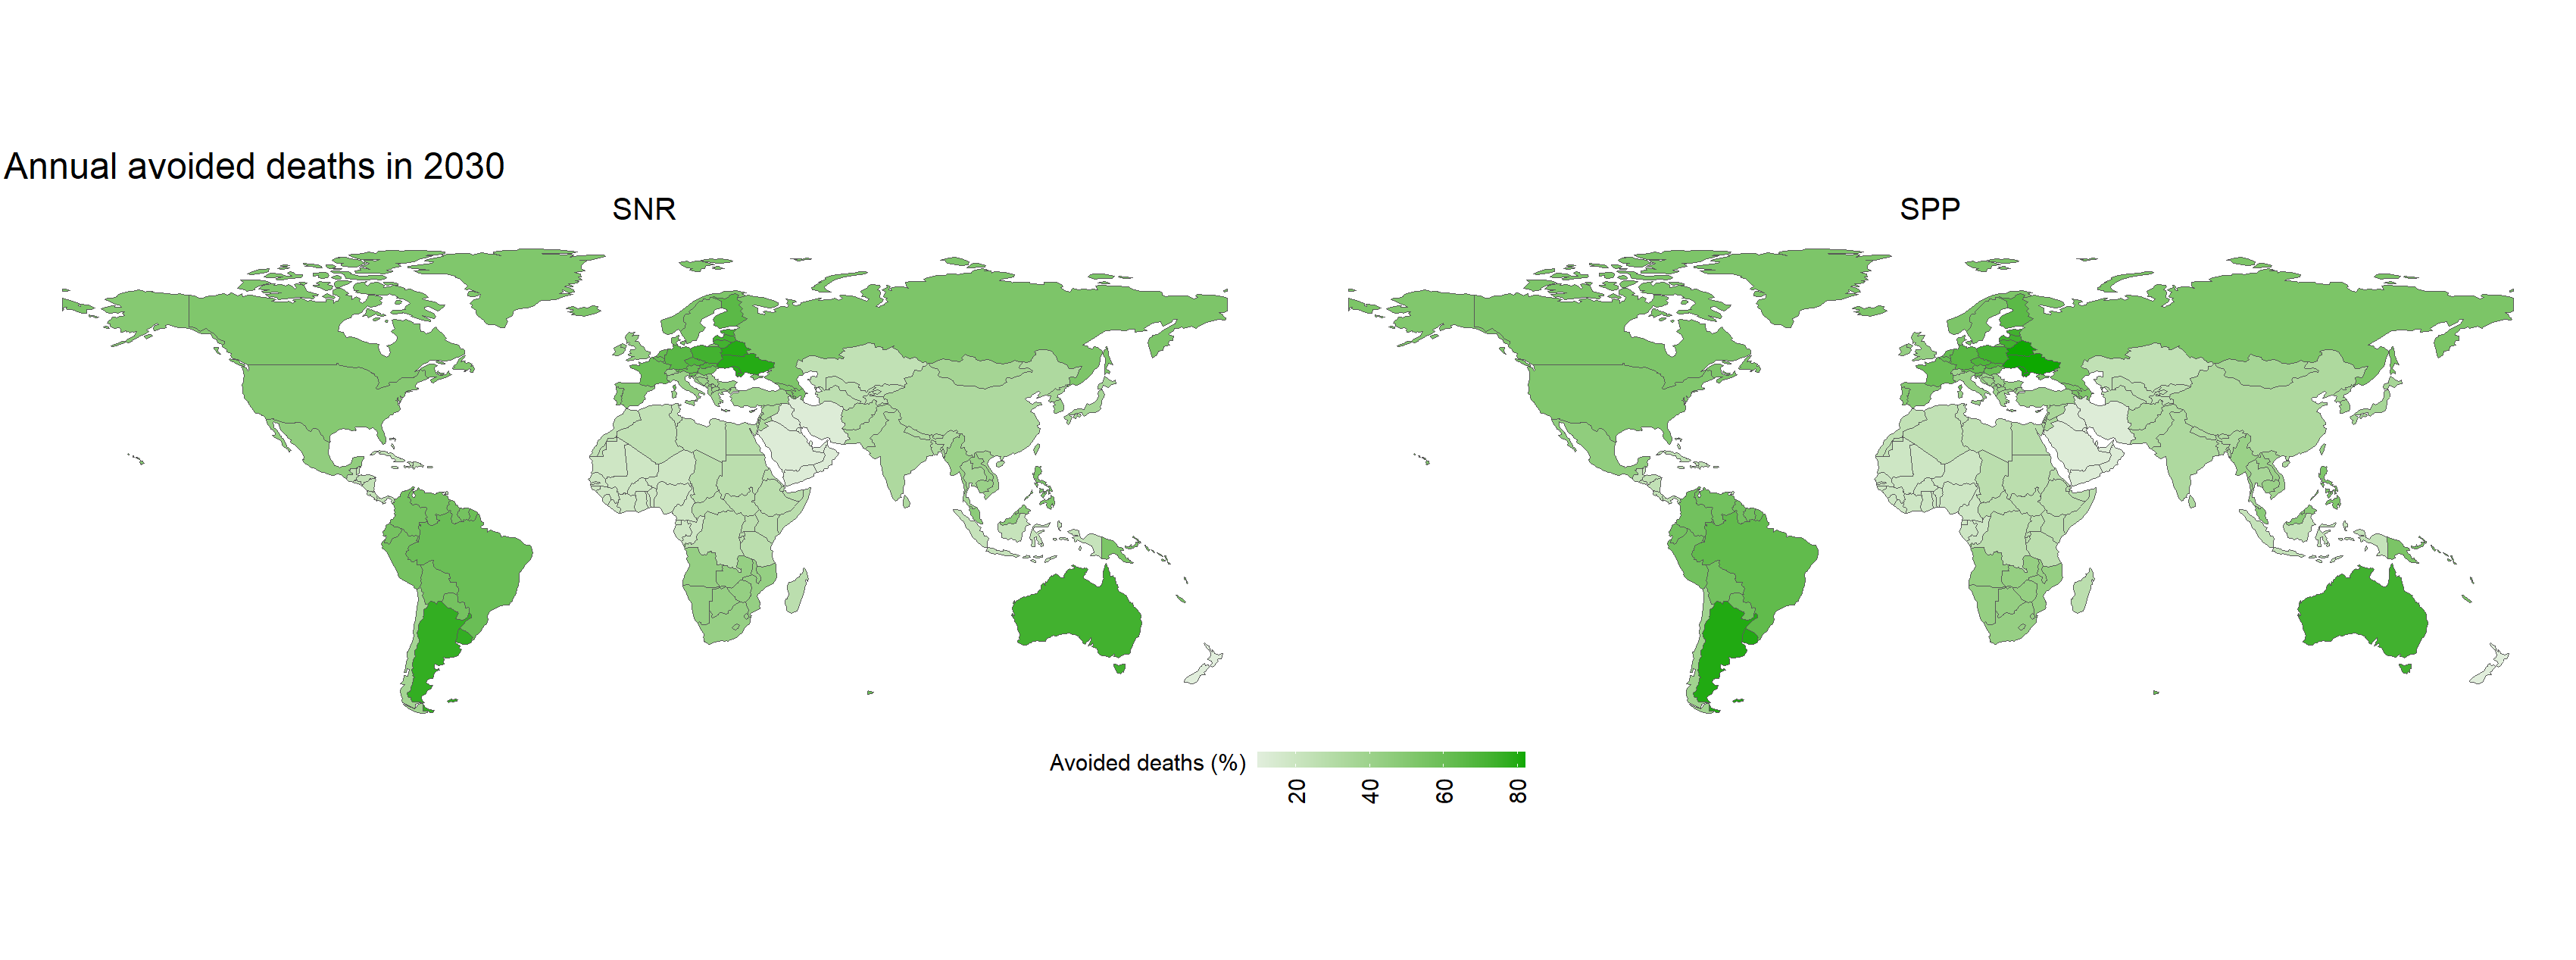 Annual avoided deaths in 2030
SNR
SPP
Avoided deaths (%)
20
40
60
80